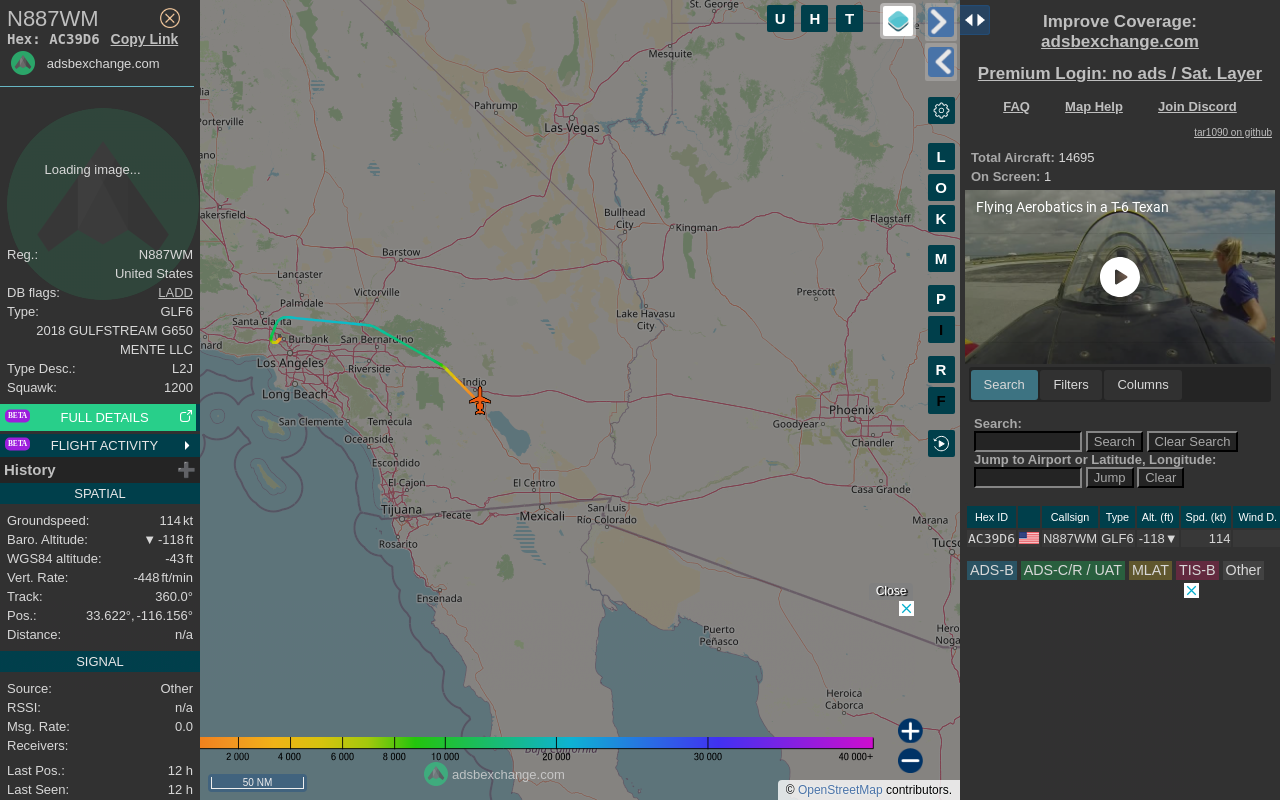 N887WM
Hex: AC39D6 Copy Link
adsbexchange.com
Loading image...
Reg.: N887WM
United States
DB flags: LADD
Type: GLF6
2018 GULFSTREAM G650
MENTE LLC
Type Desc.: L2J
Squawk: 1200
BETA FULL DETAILS
BETA FLIGHT ACTIVITY
History
SPATIAL
Groundspeed: 114 kt
Baro. Altitude: ▼ -118 ft
WGS84 altitude: -43 ft
Vert. Rate: -448 ft/min
Track: 360.0°
Pos.: 33.622°, -116.156°
Distance: n/a
SIGNAL
Source: Other
RSSI: n/a
Msg. Rate: 0.0
Receivers:
Last Pos.: 12 h
Last Seen: 12 h
St. George
Mesquite
Pahrump
Las Vegas
Porterville
Bullhead City
Kingman
Flagstaff
Barstow
Lancaster
Palmdale
Victorville
Prescott
Lake Havasu City
Santa Clarita
Burbank
San Bernardino
Los Angeles
Riverside
Indio
Long Beach
San Clemente
Temecula
Oceanside
Phoenix
Goodyear
Chandler
Escondido
El Cajon
El Centro
Casa Grande
Tijuana
Tecate
Mexicali
San Luis Río Colorado
Marana
Rosarito
Ensenada
Puerto Peñasco
Heroica Caborca
Baja California
U H T
L
O
K
M
P
I
R
F
Close
2 000 4 000 6 000 8 000 10 000 20 000 30 000 40 000+
50 NM
adsbexchange.com
© OpenStreetMap contributors.
Improve Coverage:
adsbexchange.com
Premium Login: no ads / Sat. Layer
FAQ Map Help Join Discord
tar1090 on github
Total Aircraft: 14695
On Screen: 1
Flying Aerobatics in a T-6 Texan
Search Filters Columns
Search:
Search Clear Search
Jump to Airport or Latitude, Longitude:
Jump Clear
Hex ID Callsign Type Alt. (ft) Spd. (kt) Wind D.
AC39D6 N887WM GLF6 -118▼ 114
ADS-B ADS-C/R / UAT MLAT TIS-B Other